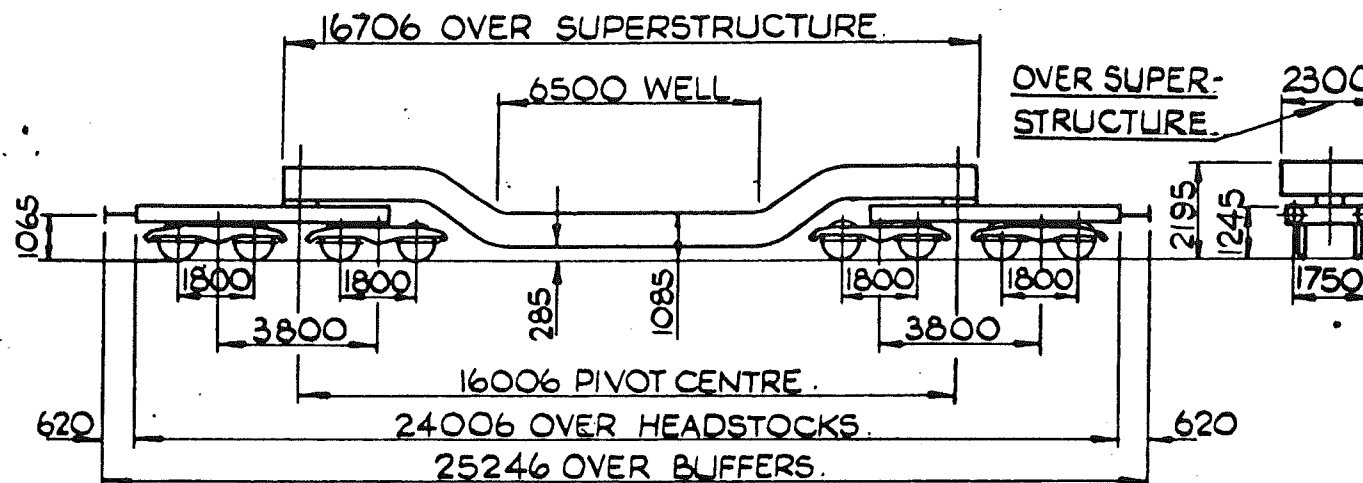 16706 OVER SUPERSTRUCTURE.
6500 WELL
OVER SUPER-
STRUCTURE.
2300
1065
2195
1245
1800
1800
285
1085
1800
1800
1750
3800
3800
16006 PIVOT CENTRE.
620
24006 OVER HEADSTOCKS.
620
25246 OVER BUFFERS.